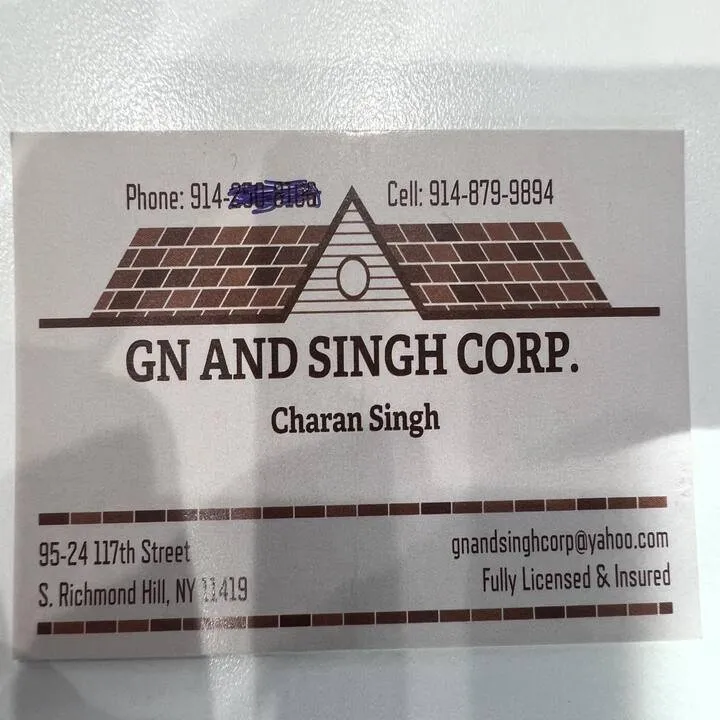 Phone: 914- Cell: 914-879-9894
GN AND SINGH CORP.
Charan Singh
95-24 117th Street
S. Richmond Hill, NY 11419
gnandsinghcorp@yahoo.com
Fully Licensed & Insured